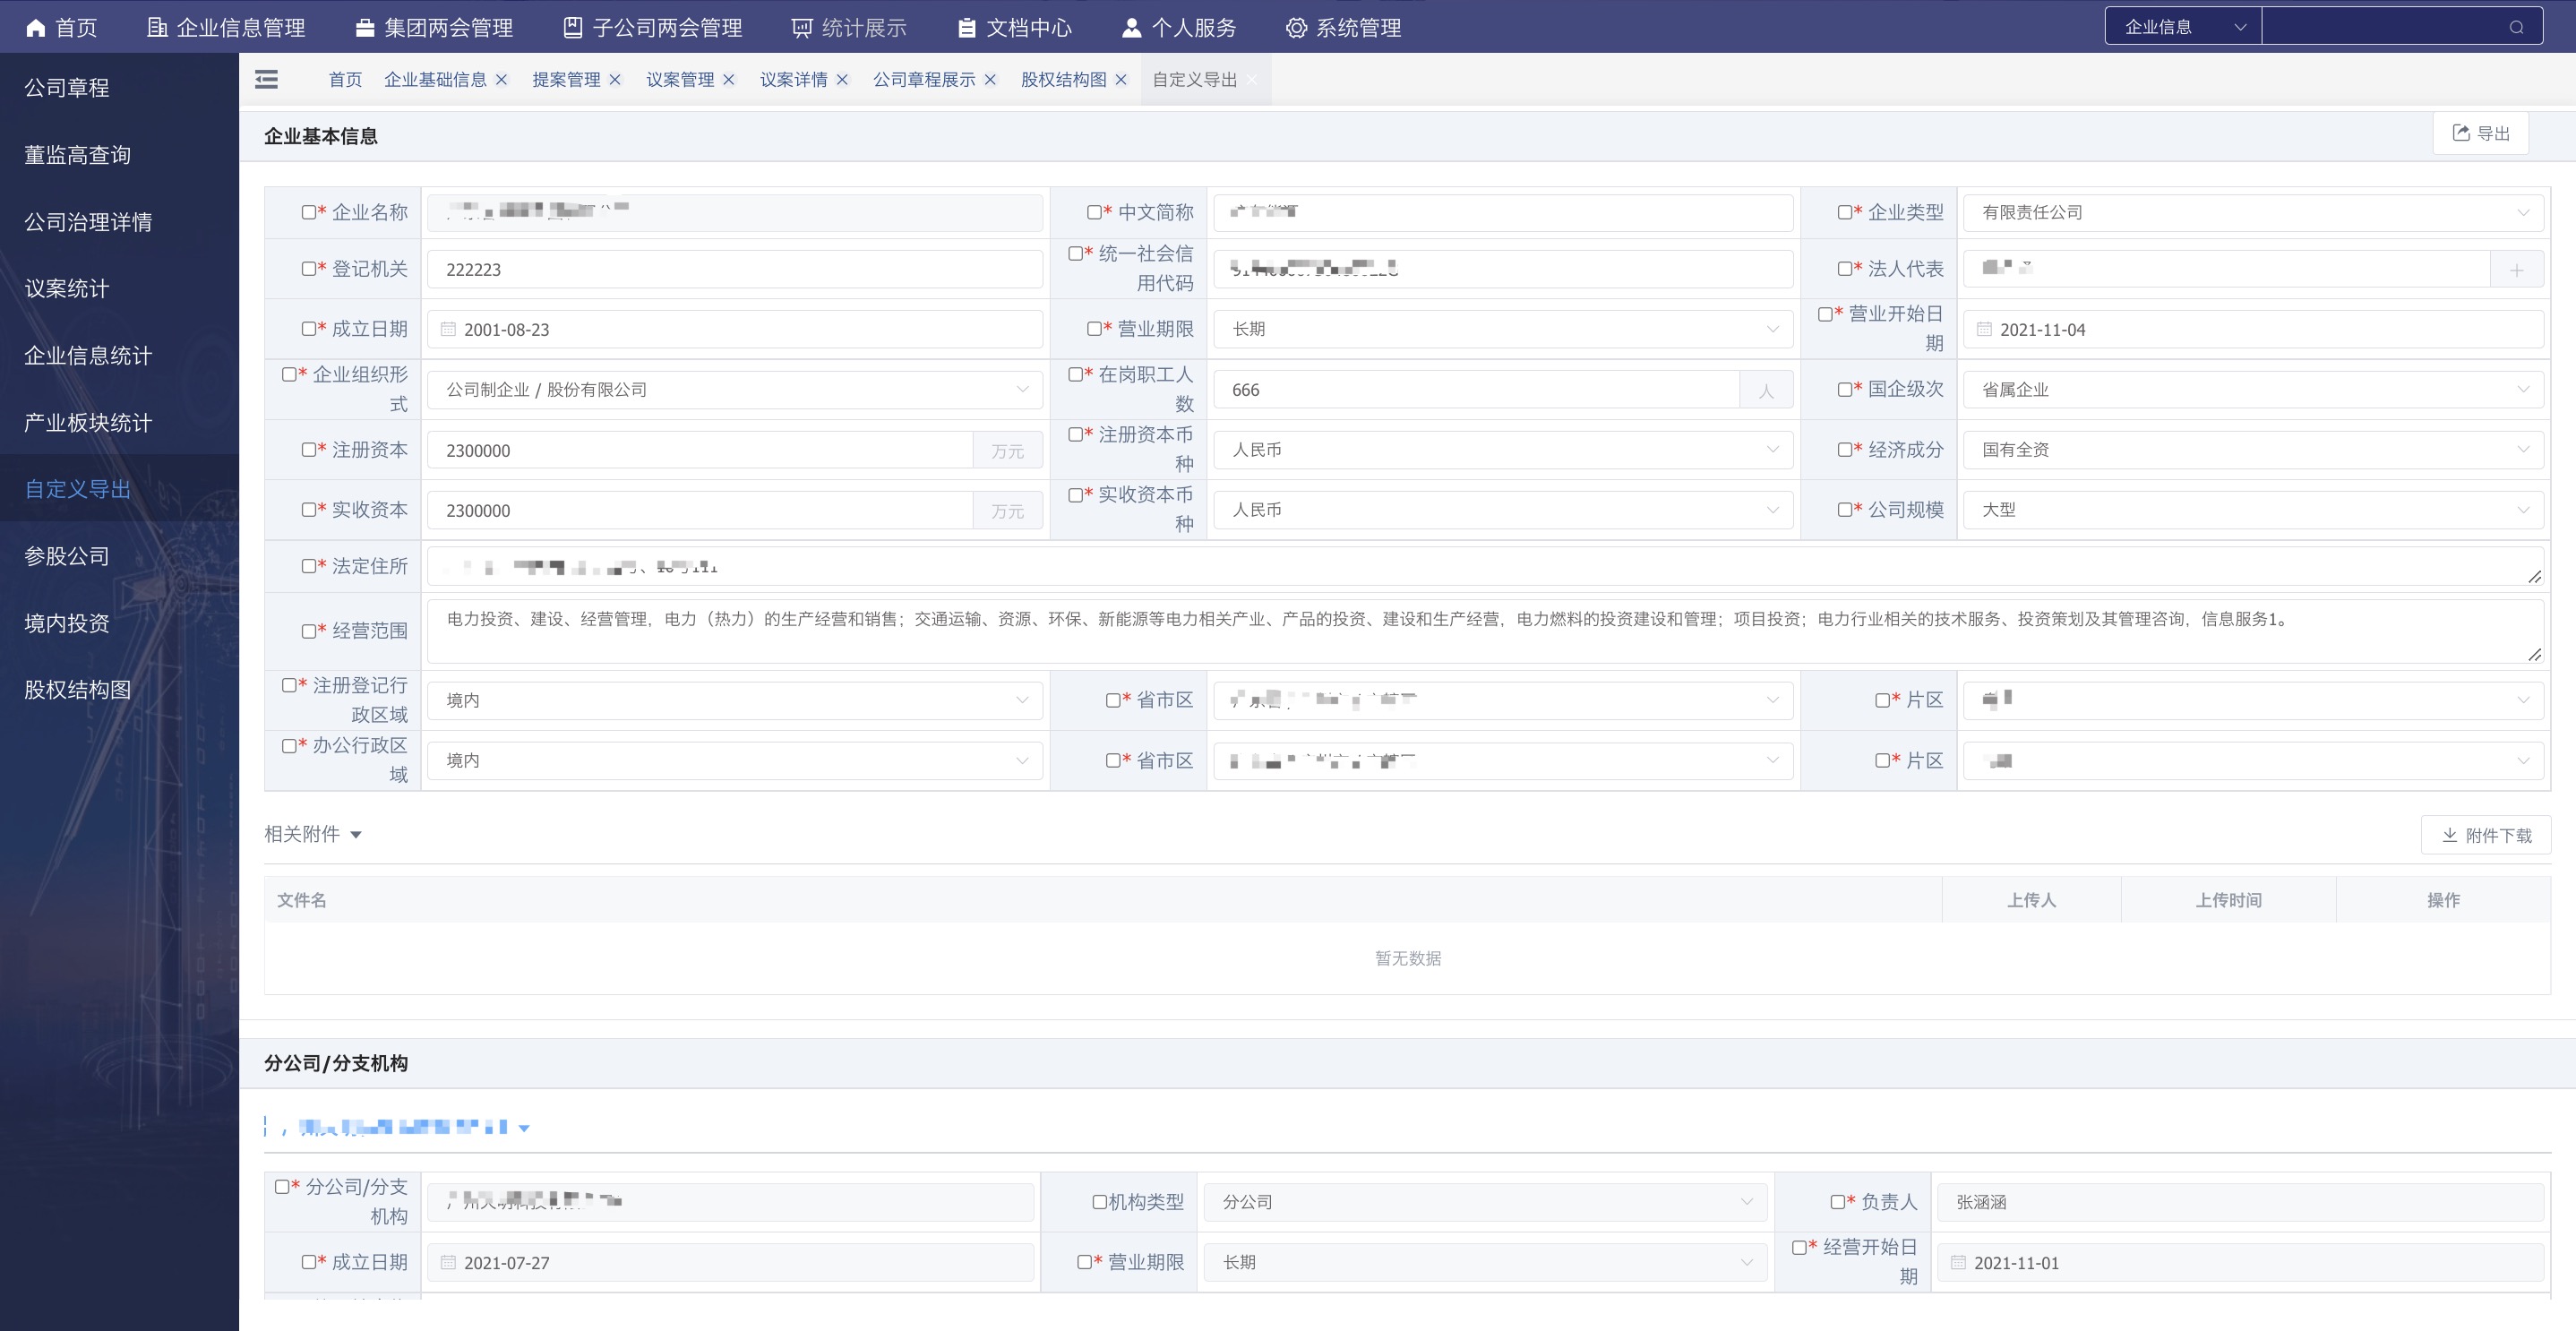 首页 企业信息管理 集团两会管理 子公司两会管理 统计展示 文档中心 个人服务 系统管理 企业信息
公司章程
董监高查询
公司治理详情
议案统计
企业信息统计
产业板块统计
自定义导出
参股公司
境内投资
股权结构图
首页 企业基础信息 提案管理 议案管理 议案详情 公司章程展示 股权结构图 自定义导出
企业基本信息 导出
* 企业名称 * 中文简称 * 企业类型 有限责任公司
* 登记机关 222223 * 统一社会信
用代码 * 法人代表
* 成立日期 2001-08-23 * 营业期限 长期 * 营业开始日
期 2021-11-04
* 企业组织形
式 公司制企业 / 股份有限公司 * 在岗职工人
数 666 人 * 国企级次 省属企业
* 注册资本 2300000 万元 * 注册资本币
种 人民币 * 经济成分 国有全资
* 实收资本 2300000 万元 * 实收资本币
种 人民币 * 公司规模 大型
* 法定住所
* 经营范围 电力投资、建设、经营管理，电力（热力）的生产经营和销售；交通运输、资源、环保、新能源等电力相关产业、产品的投资、建设和生产经营，电力燃料的投资建设和管理；项目投资；电力行业相关的技术服务、投资策划及其管理咨询，信息服务1。
* 注册登记行
政区域 境内 * 省市区 * 片区
* 办公行政区
域 境内 * 省市区 * 片区
相关附件 附件下载
文件名 上传人 上传时间 操作
暂无数据
分公司/分支机构
* 分公司/分支
机构 机构类型 分公司 * 负责人 张涵涵
* 成立日期 2021-07-27 * 营业期限 长期 * 经营开始日
期 2021-11-01